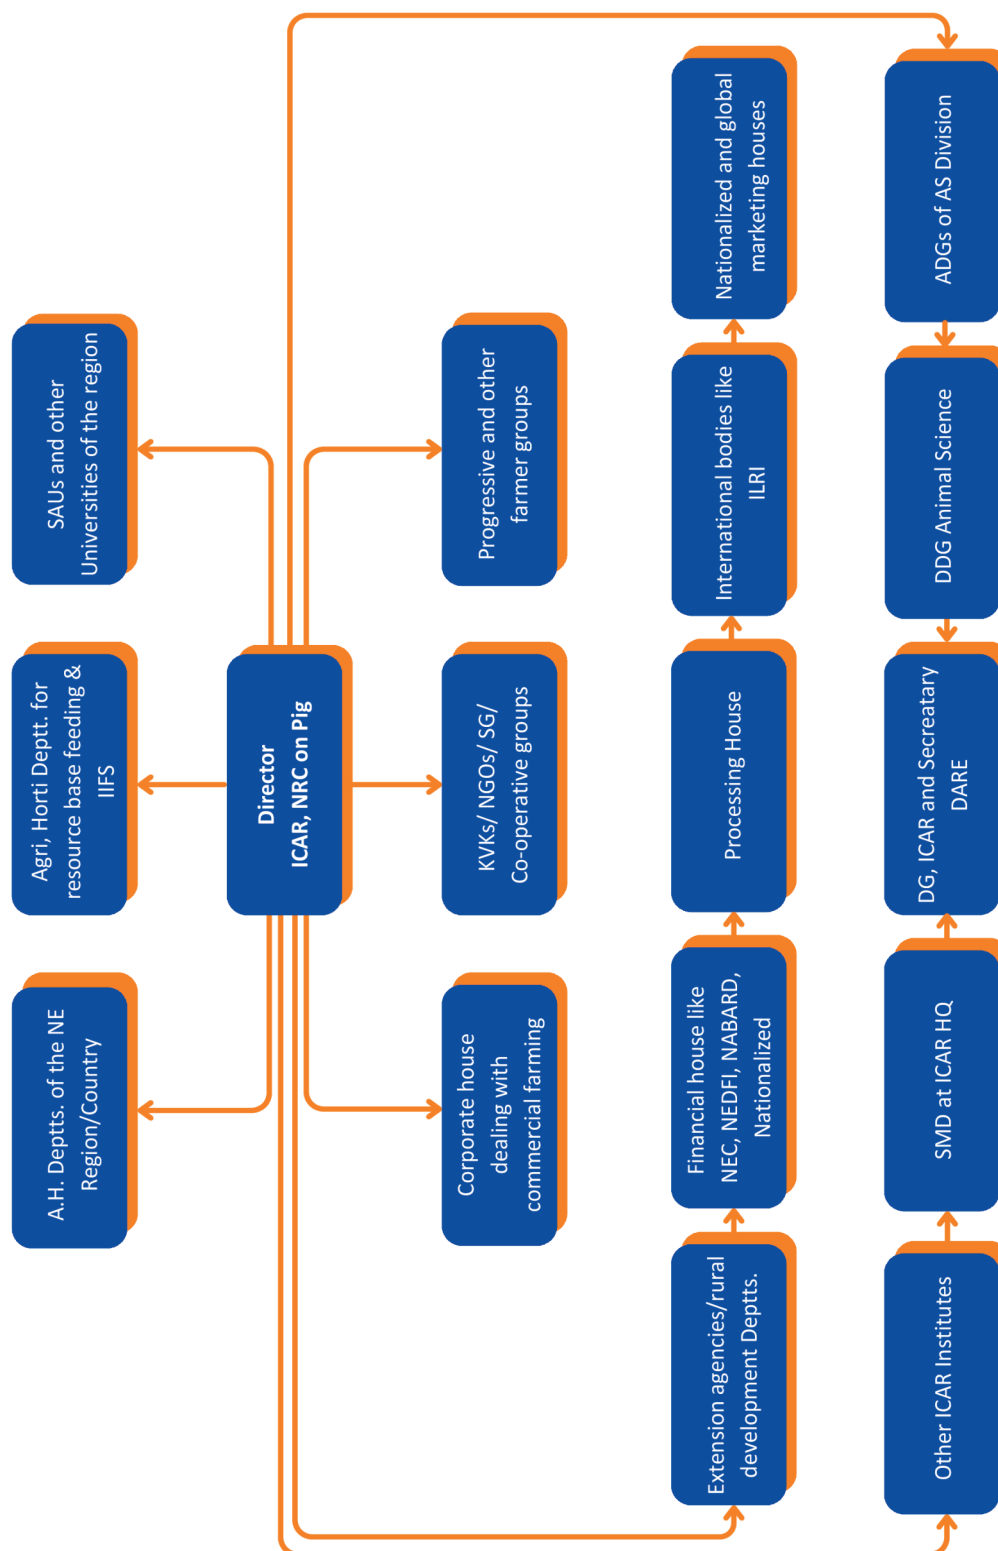 A.H. Deptts. of the NE
Region/Country
Agri, Horti Deptt. for
resource base feeding &
IIFS
SAUs and other
Universities of the region
Director
ICAR, NRC on Pig
Corporate house
dealing with
commercial farming
KVKs/ NGOs/ SG/
Co-operative groups
Progressive and other
farmer groups
Extension agencies/rural
development Deptts.
Financial house like
NEC, NEDFI, NABARD,
Nationalized
Processing House
International bodies like
ILRI
Nationalized and global
marketing houses
Other ICAR Institutes
SMD at ICAR HQ
DG, ICAR and Secreatary
DARE
DDG Animal Science
ADGs of AS Division